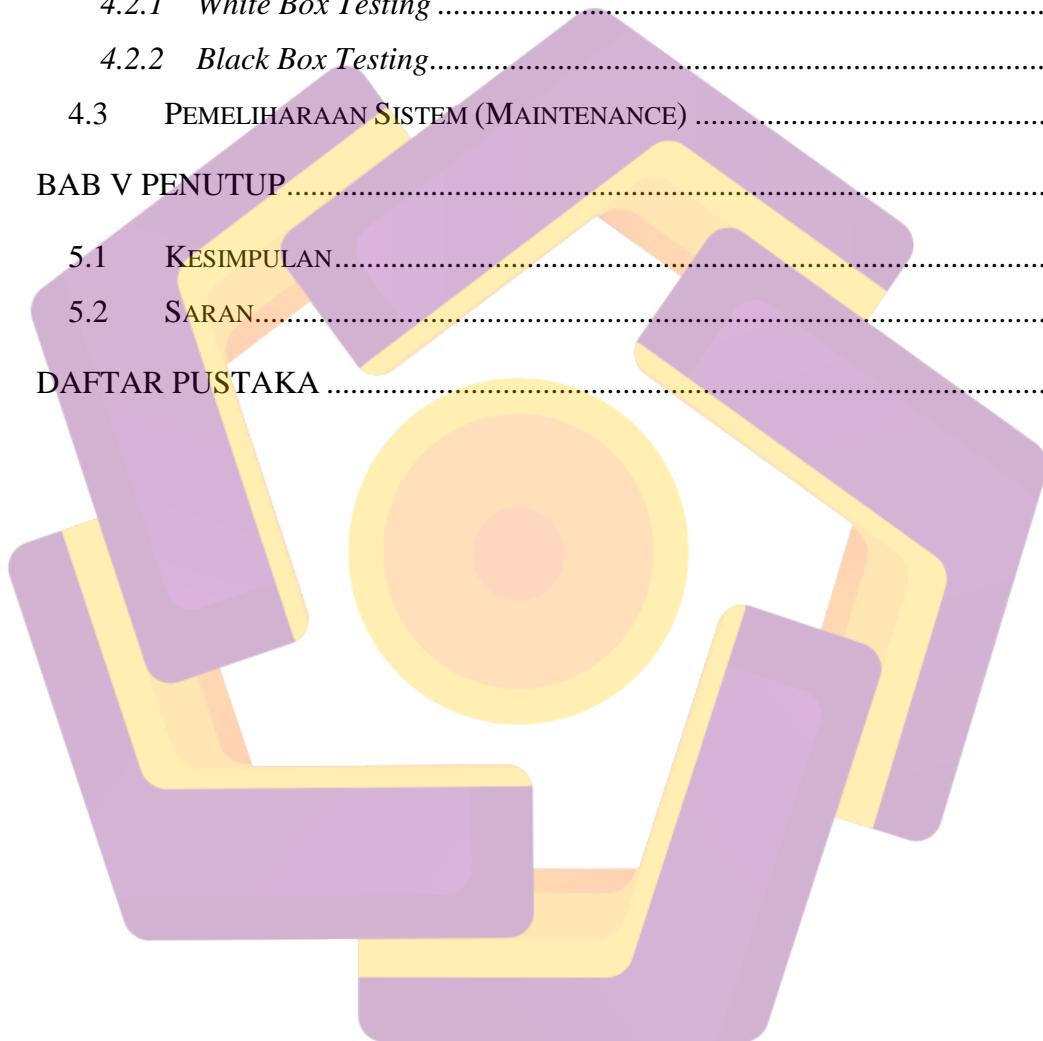 4.2.1 White Box Testing ........................................................................
4.2.2 Black Box Testing.........................................................................
4.3 PEMELIHARAAN SISTEM (MAINTENANCE) ..........................................
BAB V PENUTUP...........................................................................................
5.1 KESIMPULAN.........................................................................................
5.2 SARAN...................................................................................................
DAFTAR PUSTAKA ......................................................................................